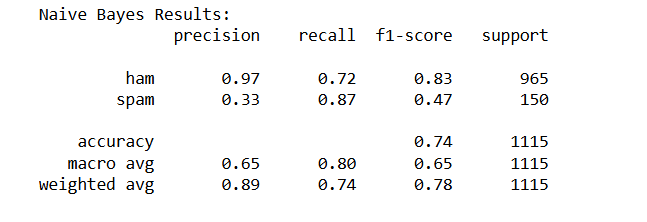 Naive Bayes Results:
precision recall f1-score support
ham 0.97 0.72 0.83 965
spam 0.33 0.87 0.47 150
accuracy 0.74 1115
macro avg 0.65 0.80 0.65 1115
weighted avg 0.89 0.74 0.78 1115